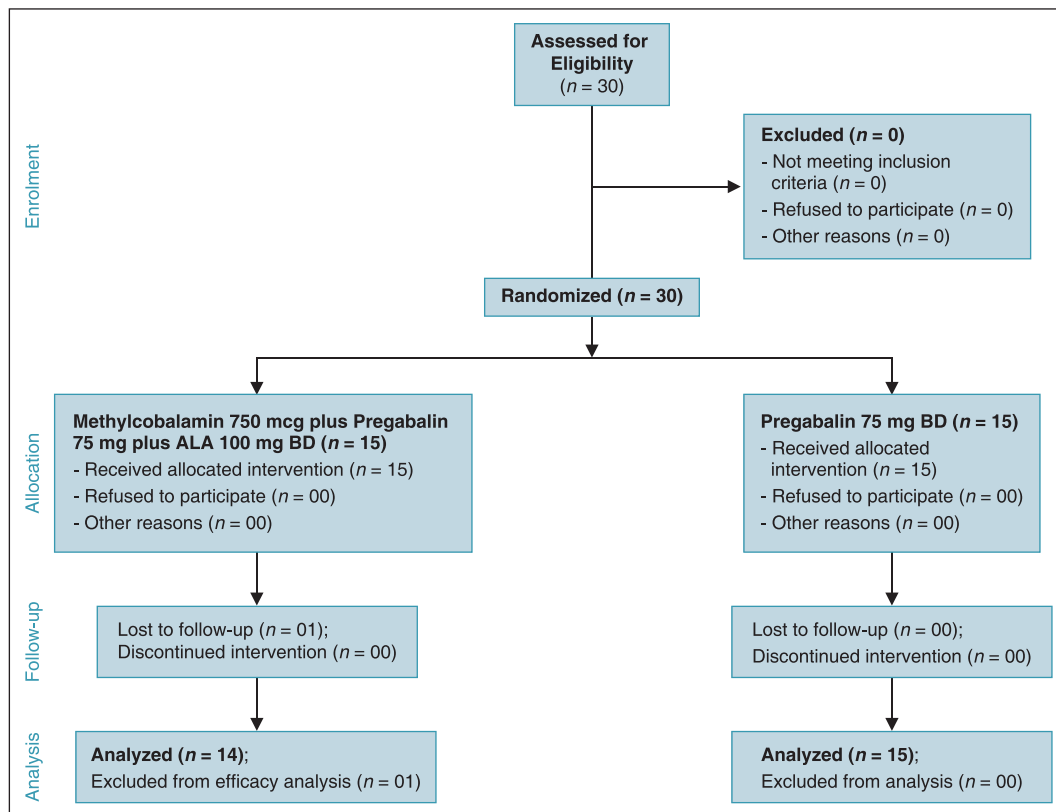 Assessed for
Eligibility
(n = 30)
Enrolment
Excluded (n = 0)
- Not meeting inclusion
criteria (n = 0)
- Refused to participate (n = 0)
- Other reasons (n = 0)
Randomized (n = 30)
Allocation
Methylcobalamin 750 mcg plus Pregabalin
75 mg plus ALA 100 mg BD (n = 15)
- Received allocated intervention (n = 15)
- Refused to participate (n = 00)
- Other reasons (n = 00)
Pregabalin 75 mg BD (n = 15)
- Received allocated
intervention (n = 15)
- Refused to participate (n = 00)
- Other reasons (n = 00)
Follow-up
Lost to follow-up (n = 01);
Discontinued intervention (n = 00)
Lost to follow-up (n = 00);
Discontinued intervention (n = 00)
Analysis
Analyzed (n = 14);
Excluded from efficacy analysis (n = 01)
Analyzed (n = 15);
Excluded from analysis (n = 00)